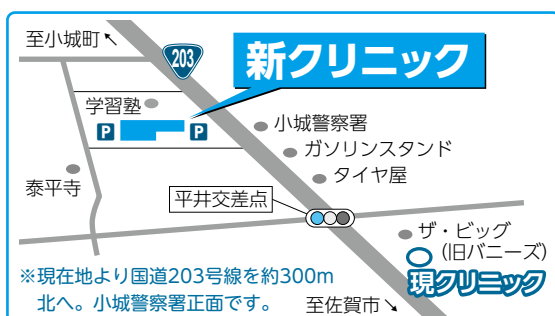 至小城町↖
203
新クリニック
学習塾
P
P
小城警察署
ガソリンスタンド
タイヤ屋
泰平寺
平井交差点
ザ・ビッグ
(旧バニーズ)
現クリニック
※現在地より国道203号線を約300m
北へ。小城警察署正面です。
至佐賀市↘